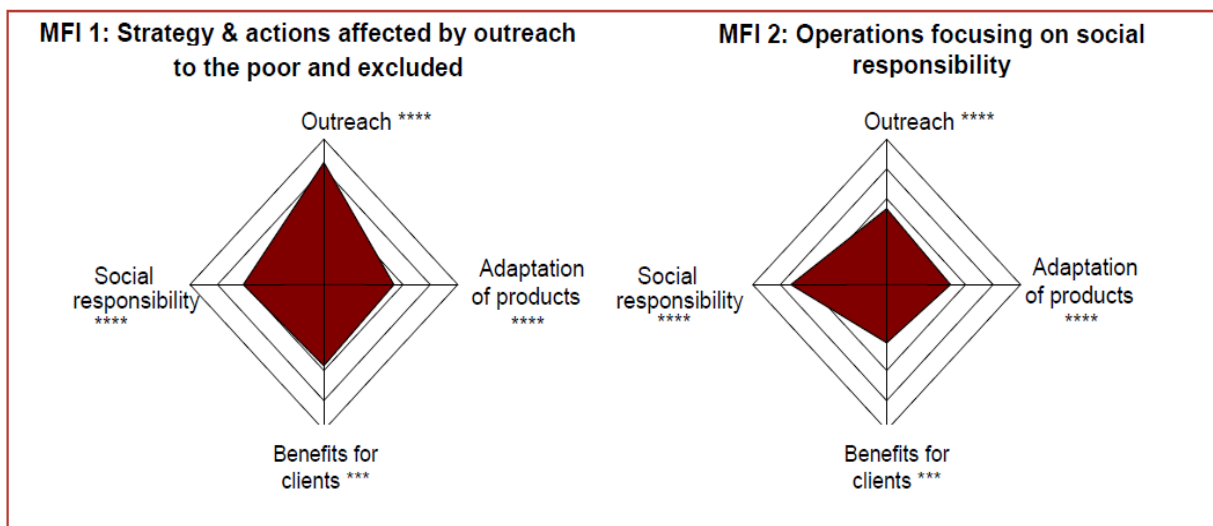 MFI 1: Strategy & actions affected by outreach
to the poor and excluded
Outreach ****
Social
responsibility
****
Adaptation
of products
****
Benefits for
clients ***
MFI 2: Operations focusing on social
responsibility
Outreach ****
Social
responsibility
****
Adaptation
of products
****
Benefits for
clients ***